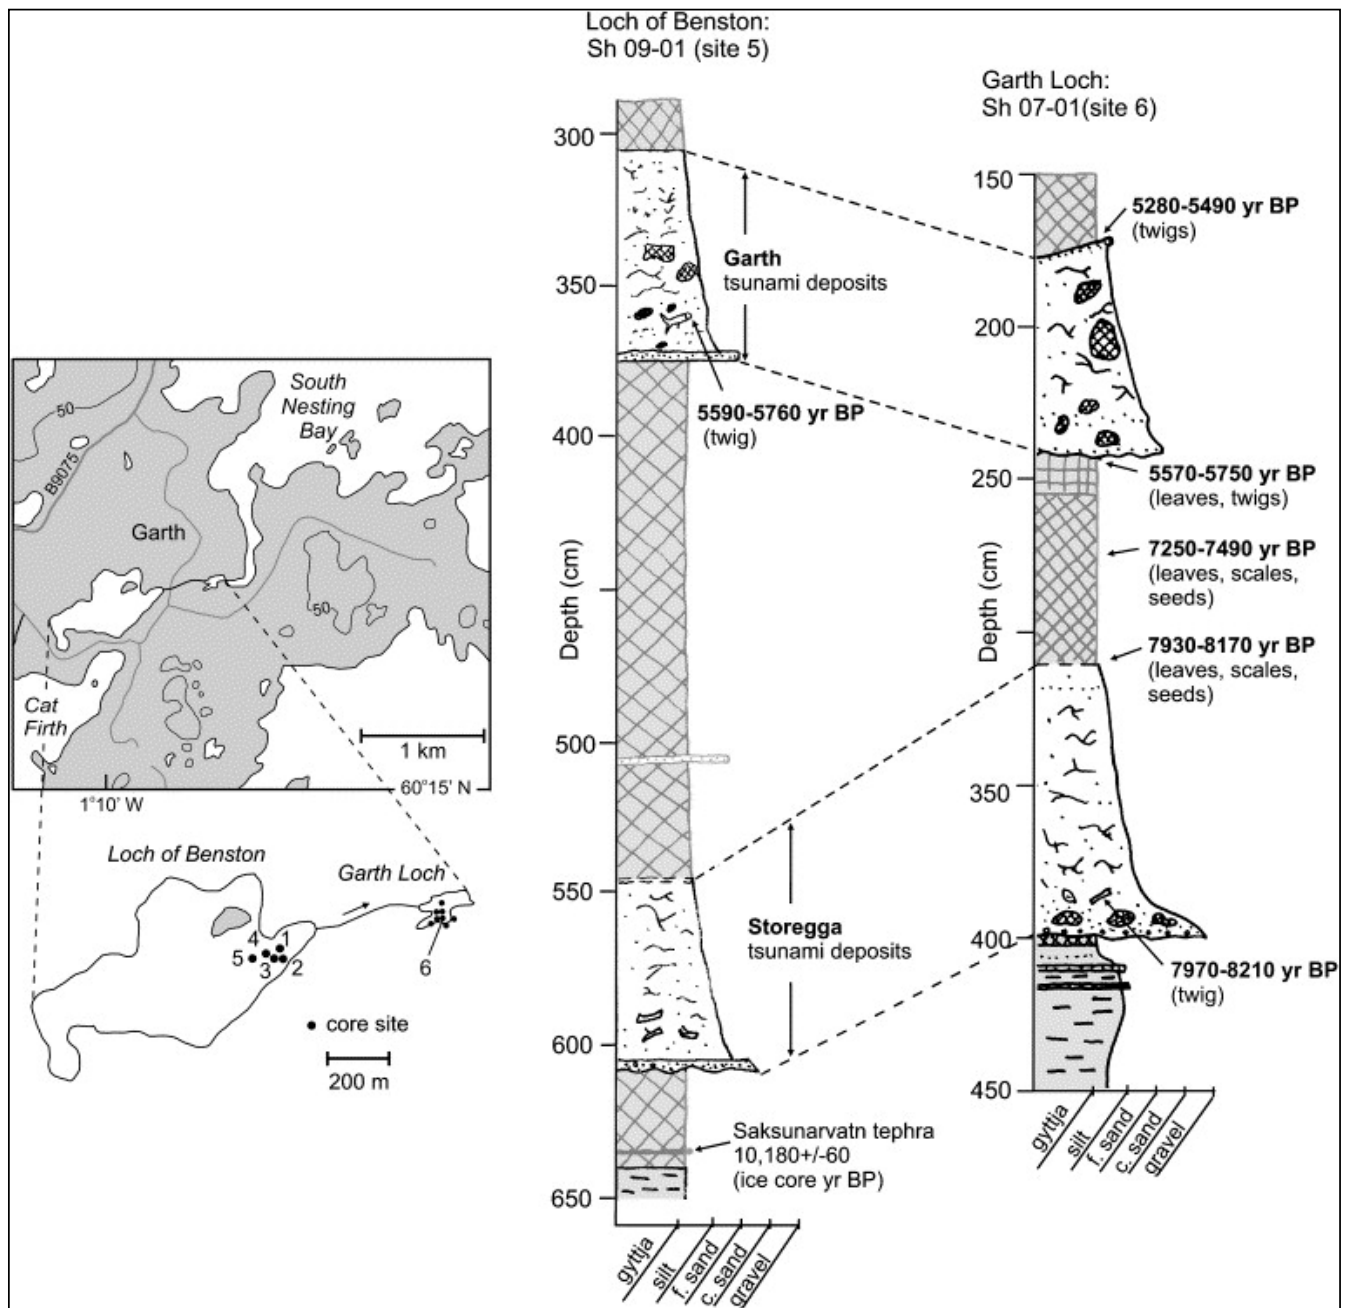 Loch of Benston:
Sh 09-01 (site 5)
Garth Loch:
Sh 07-01(site 6)
300
350
400
500
550
600
650
Depth (cm)
Garth
tsunami deposits
5590-5760 yr BP
(twig)
Storegga
tsunami deposits
Saksunarvatn tephra
10,180+/-60
(ice core yr BP)
gyttja
silt
f. sand
c. sand
gravel
150
200
250
350
400
450
Depth (cm)
5280-5490 yr BP
(twigs)
5570-5750 yr BP
(leaves, twigs)
7250-7490 yr BP
(leaves, scales,
seeds)
7930-8170 yr BP
(leaves, scales,
seeds)
7970-8210 yr BP
(twig)
gyttja
silt
f. sand
c. sand
gravel
50
B9075
South
Nesting
Bay
Garth
50
Cat
Firth
1 km
60°15' N
1°10' W
Loch of Benston
Garth Loch
4 1
5 3 2
6
core site
200 m